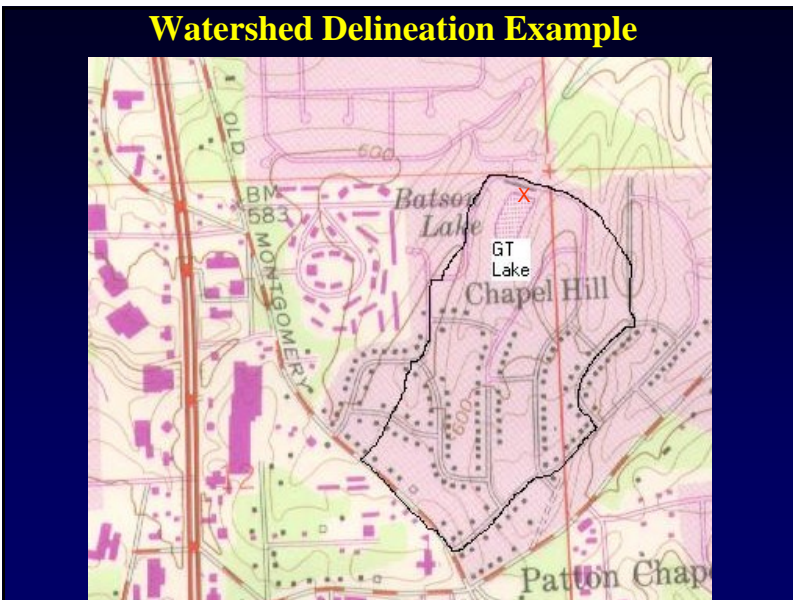 Watershed Delineation Example
OLD
600
BM
583
Batson
Lake
X
GT
Lake
MONTGOMERY
Chapel Hill
600
Patton Chap